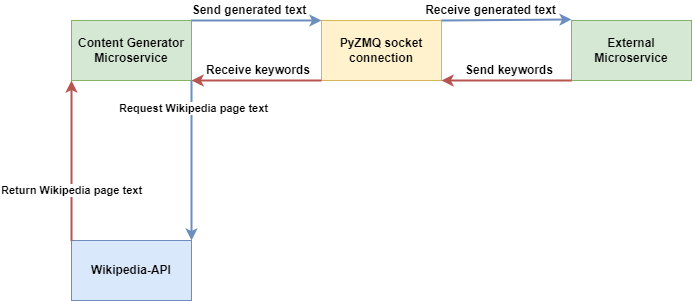 Send generated text
Receive generated text
Content Generator
Microservice
PyZMQ socket
connection
External
Microservice
Receive keywords
Send keywords
Request Wikipedia page text
Return Wikipedia page text
Wikipedia-API